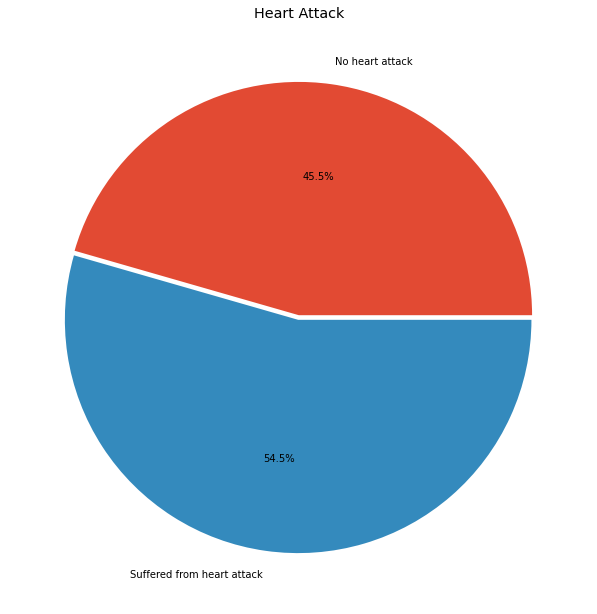 Heart Attack
No heart attack
45.5%
54.5%
Suffered from heart attack